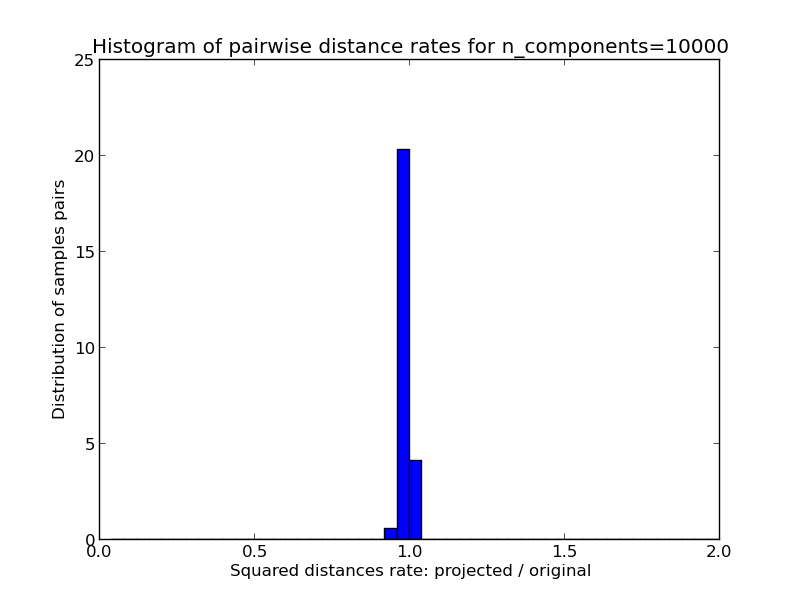 Histogram of pairwise distance rates for n_components=10000
25
20
15
10
5
0
0.0 0.5 1.0 1.5 2.0
Distribution of samples pairs
Squared distances rate: projected / original